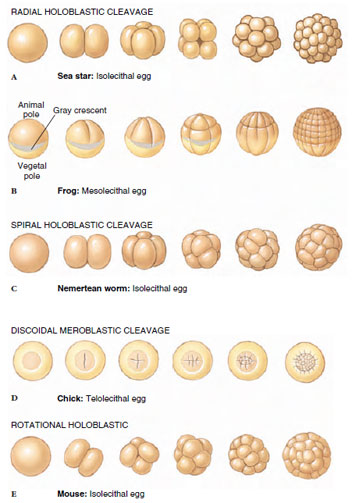 RADIAL HOLOBLASTIC CLEAVAGE
A Sea star: Isolecithal egg
Animal pole
Gray crescent
Vegetal pole
B Frog: Mesolecithal egg
SPIRAL HOLOBLASTIC CLEAVAGE
C Nemertean worm: Isolecithal egg
DISCOIDAL MEROBLASTIC CLEAVAGE
D Chick: Telolecithal egg
ROTATIONAL HOLOBLASTIC
E Mouse: Isolecithal egg